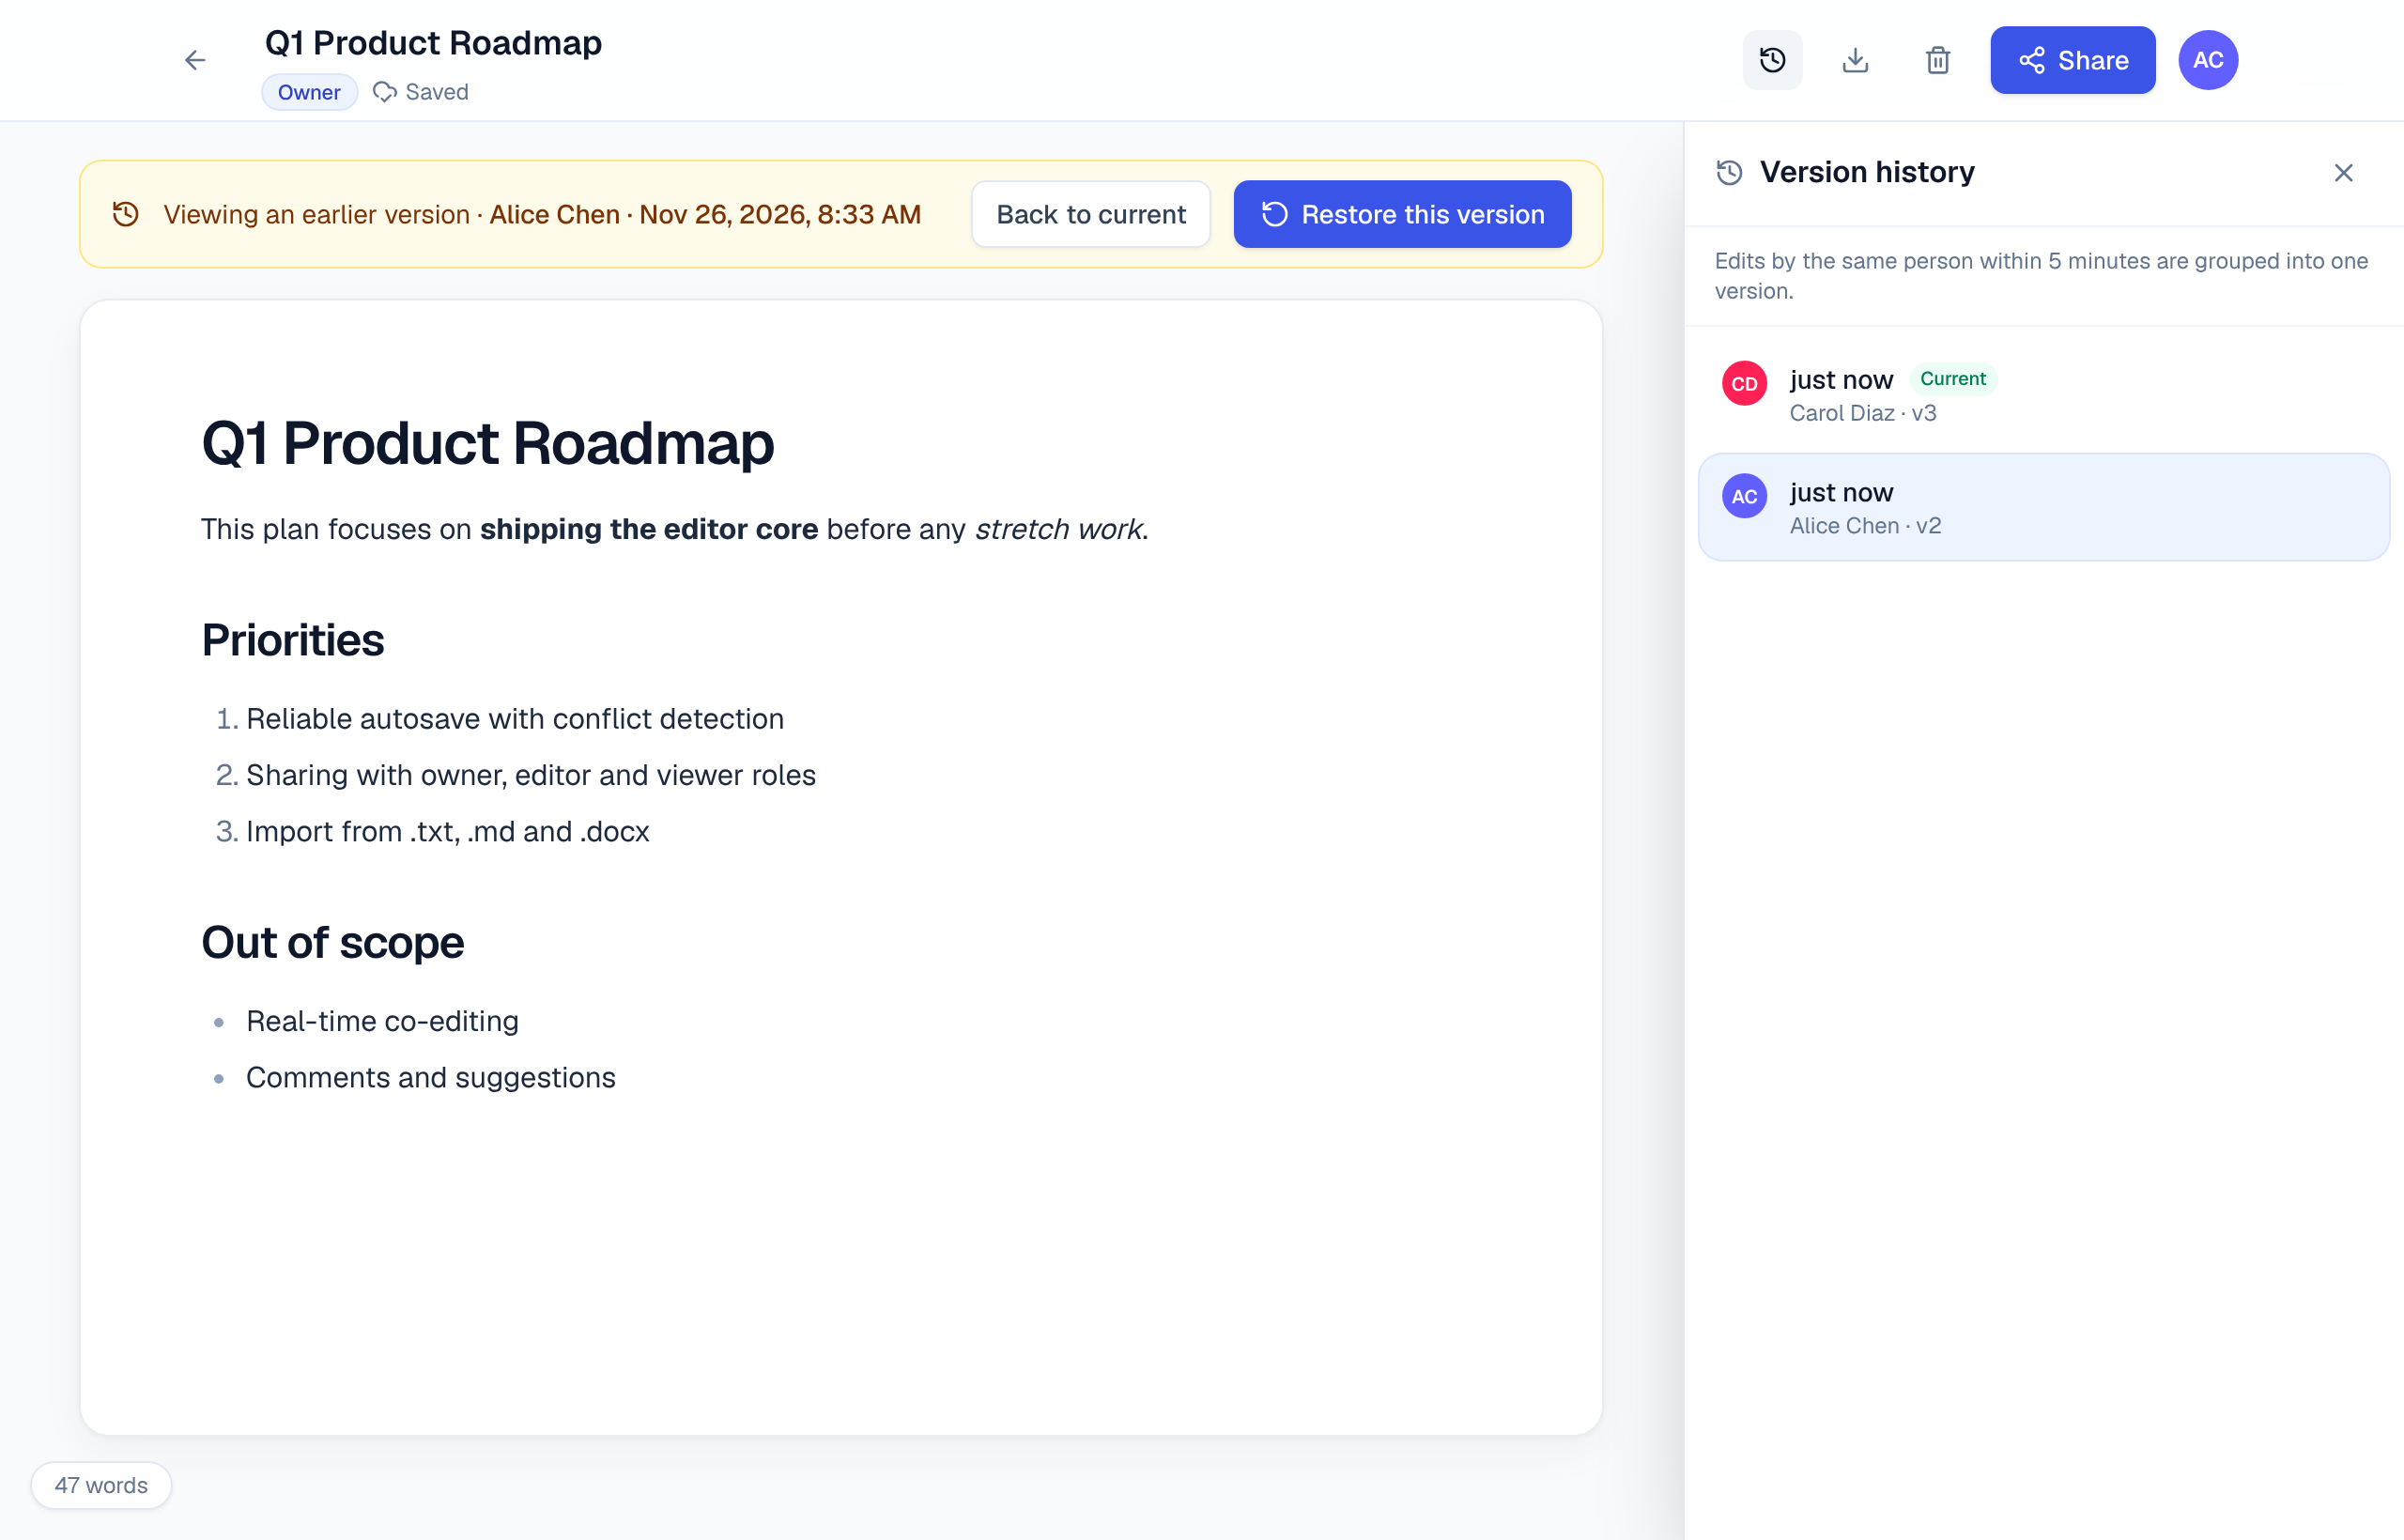 Q1 Product Roadmap
Owner Saved
Share
AC
Viewing an earlier version · Alice Chen · Nov 26, 2026, 8:33 AM
Back to current
Restore this version
Q1 Product Roadmap
This plan focuses on shipping the editor core before any stretch work.
Priorities
1. Reliable autosave with conflict detection
2. Sharing with owner, editor and viewer roles
3. Import from .txt, .md and .docx
Out of scope
• Real-time co-editing
• Comments and suggestions
47 words
Version history
Edits by the same person within 5 minutes are grouped into one
version.
CD
just now Current
Carol Diaz · v3
AC
just now
Alice Chen · v2